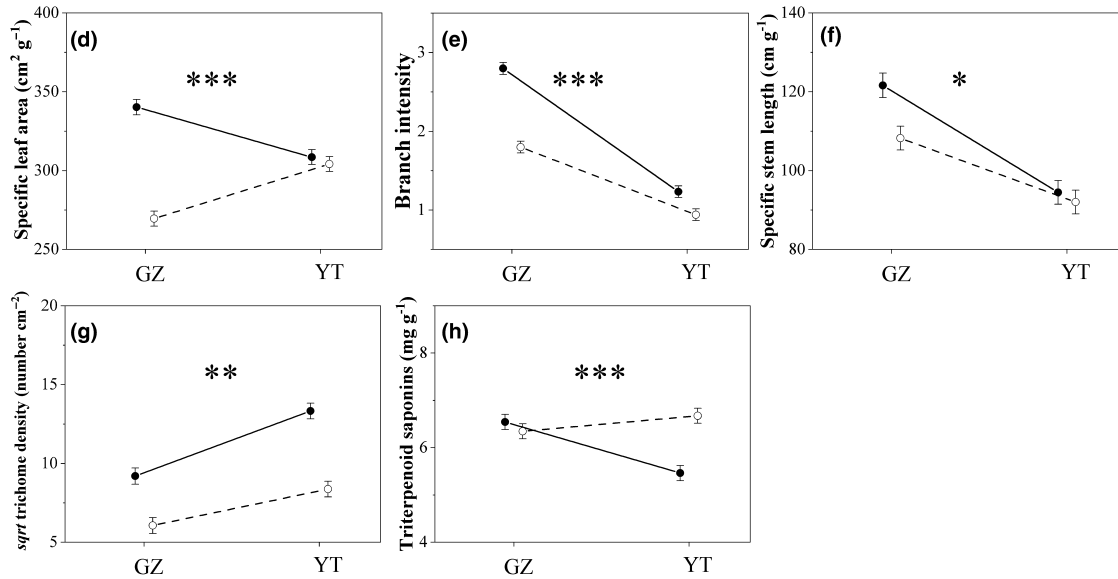 (d)
Specific leaf area (cm² g⁻¹)
400
350
300
250
***
GZ YT
(e)
Branch intensity
3
2
1
***
GZ YT
(f)
Specific stem length (cm g⁻¹)
140
120
100
80
*
GZ YT
(g)
sqrt trichome density (number cm⁻²)
20
15
10
5
**
GZ YT
(h)
Triterpenoid saponins (mg g⁻¹)
8
6
4
***
GZ YT